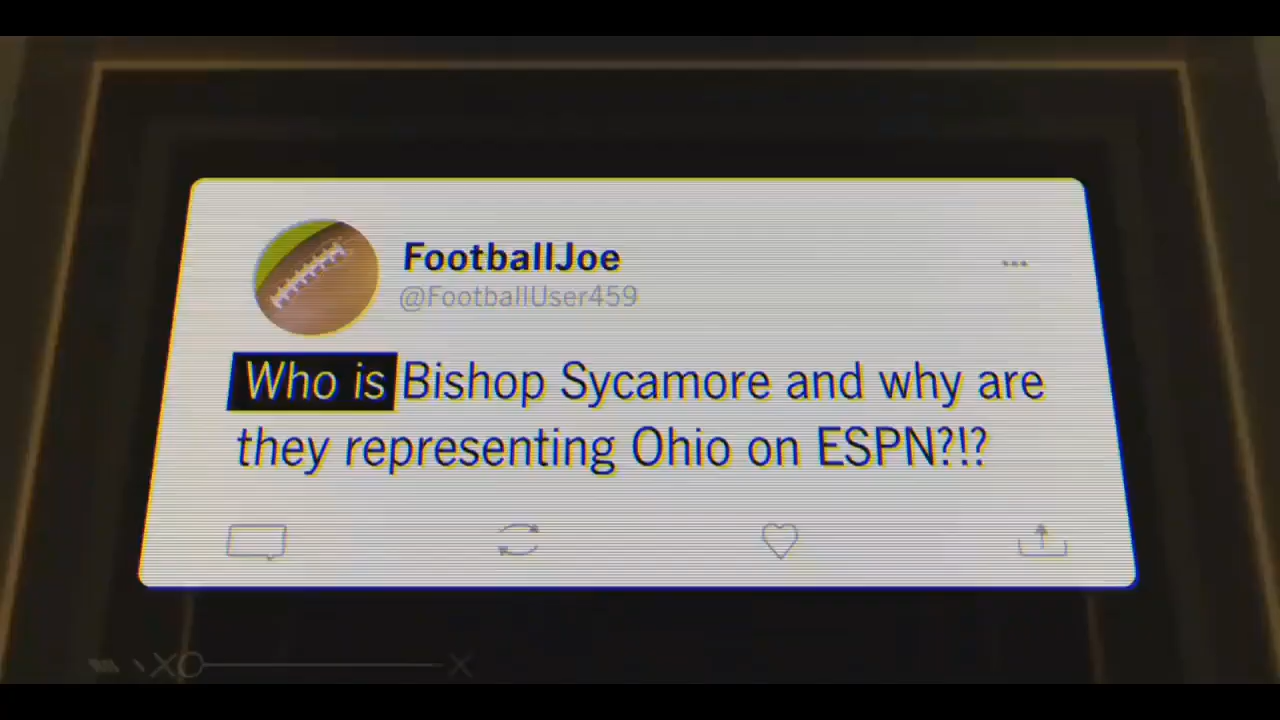 FootballJoe
@FootballUser459
Who is Bishop Sycamore and why are
they representing Ohio on ESPN?!?